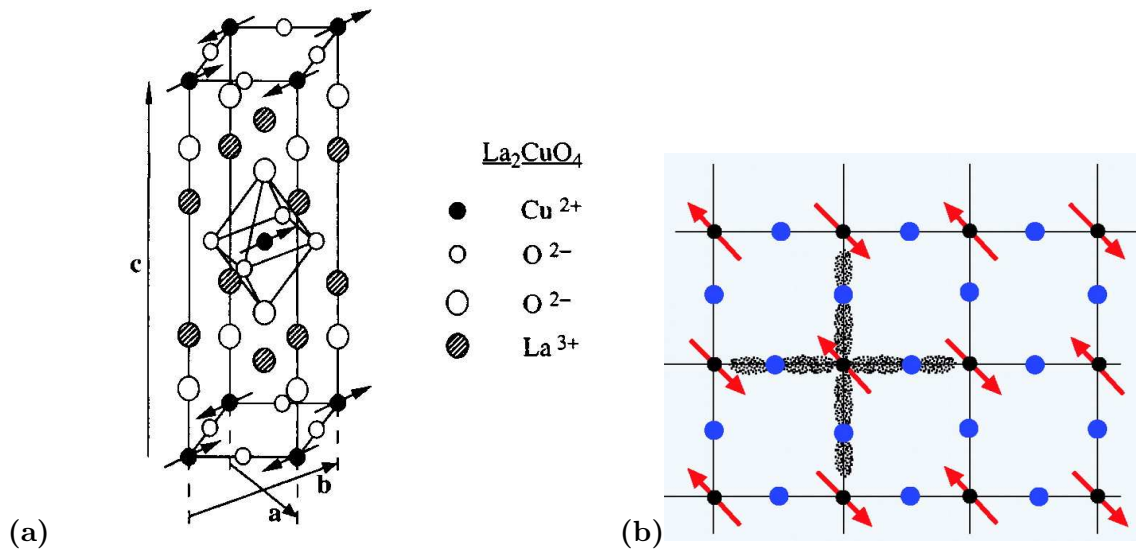 La₂CuO₄
Cu ²⁺
O ²⁻
O ²⁻
La ³⁺
c
b
a
(a)
(b)